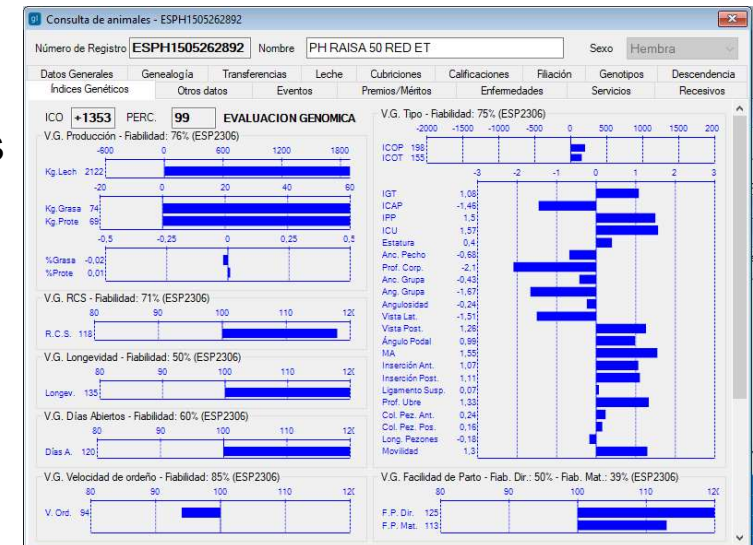 Consulta de animales - ESPH1505262892
Número de Registro ESPH1505262892 Nombre PH RAISA 50 RED ET Sexo Hembra
Datos Generales Genealogía Transferencias Leche Cubriciones Calificaciones Filiación Genotipos Descendencia
Índices Genéticos Otros datos Eventos Premios/Méritos Enfermedades Servicios Recesivos
ICO +1353 PERC. 99 EVALUACION GENOMICA
V.G. Producción - Fiabilidad: 76% (ESP2306)
-600 0 600 1200 1800
Kg.Lech 2122
-20 0 20 40 60
Kg.Grasa 74
Kg.Prote 69
-0,5 -0,25 0 0,25 0,5
%Grasa -0,02
%Prote 0,01
V.G. RCS - Fiabilidad: 71% (ESP2306)
80 90 100 110 120
R.C.S. 118
V.G. Longevidad - Fiabilidad: 50% (ESP2306)
80 90 100 110 120
Longev. 135
V.G. Días Abiertos - Fiabilidad: 60% (ESP2306)
80 90 100 110 120
Días A. 120
V.G. Velocidad de ordeño - Fiabilidad: 85% (ESP2306)
80 90 100 110 120
V. Ord. 94
V.G. Tipo - Fiabilidad: 75% (ESP2306)
-2000 -1500 -1000 -500 0 500 1000 1500 200
ICOP 198
ICOT 155
-3 -2 -1 0 1 2 3
IGT 1,08
ICAP -1,46
IPP 1,5
ICU 1,57
Estatura 0,4
Anc. Pecho -0,68
Prof. Corp. -2,1
Anc. Grupa -0,43
Ang. Grupa -1,67
Angulosidad -0,24
Vista Lat. -1,51
Vista Post. 1,26
Ángulo Podal 0,99
MA 1,55
Inserción Ant. 1,07
Inserción Post. 1,11
Ligamento Susp. 0,07
Prof. Ubre 1,33
Col. Pez. Ant. 0,24
Col. Pez. Pos. 0,16
Long. Pezones -0,18
Movilidad 1,3
V.G. Facilidad de Parto - Fiab. Dir.: 50% - Fiab. Mat.: 39% (ESP2306)
80 90 100 110 120
F.P. Dir. 125
F.P. Mat. 113